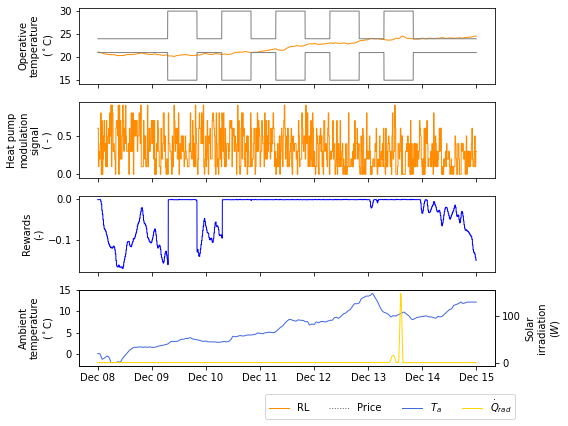 Operative
temperature
(°C)
30
25
20
15
Heat pump
modulation
signal
( - )
0.5
0.0
Rewards
(-)
0.0
−0.1
Ambient
temperature
(°C)
15
10
5
0
100
0
Solar
irradiation
(W)
Dec 08 Dec 09 Dec 10 Dec 11 Dec 12 Dec 13 Dec 14 Dec 15
RL Price T_a Q̇_rad